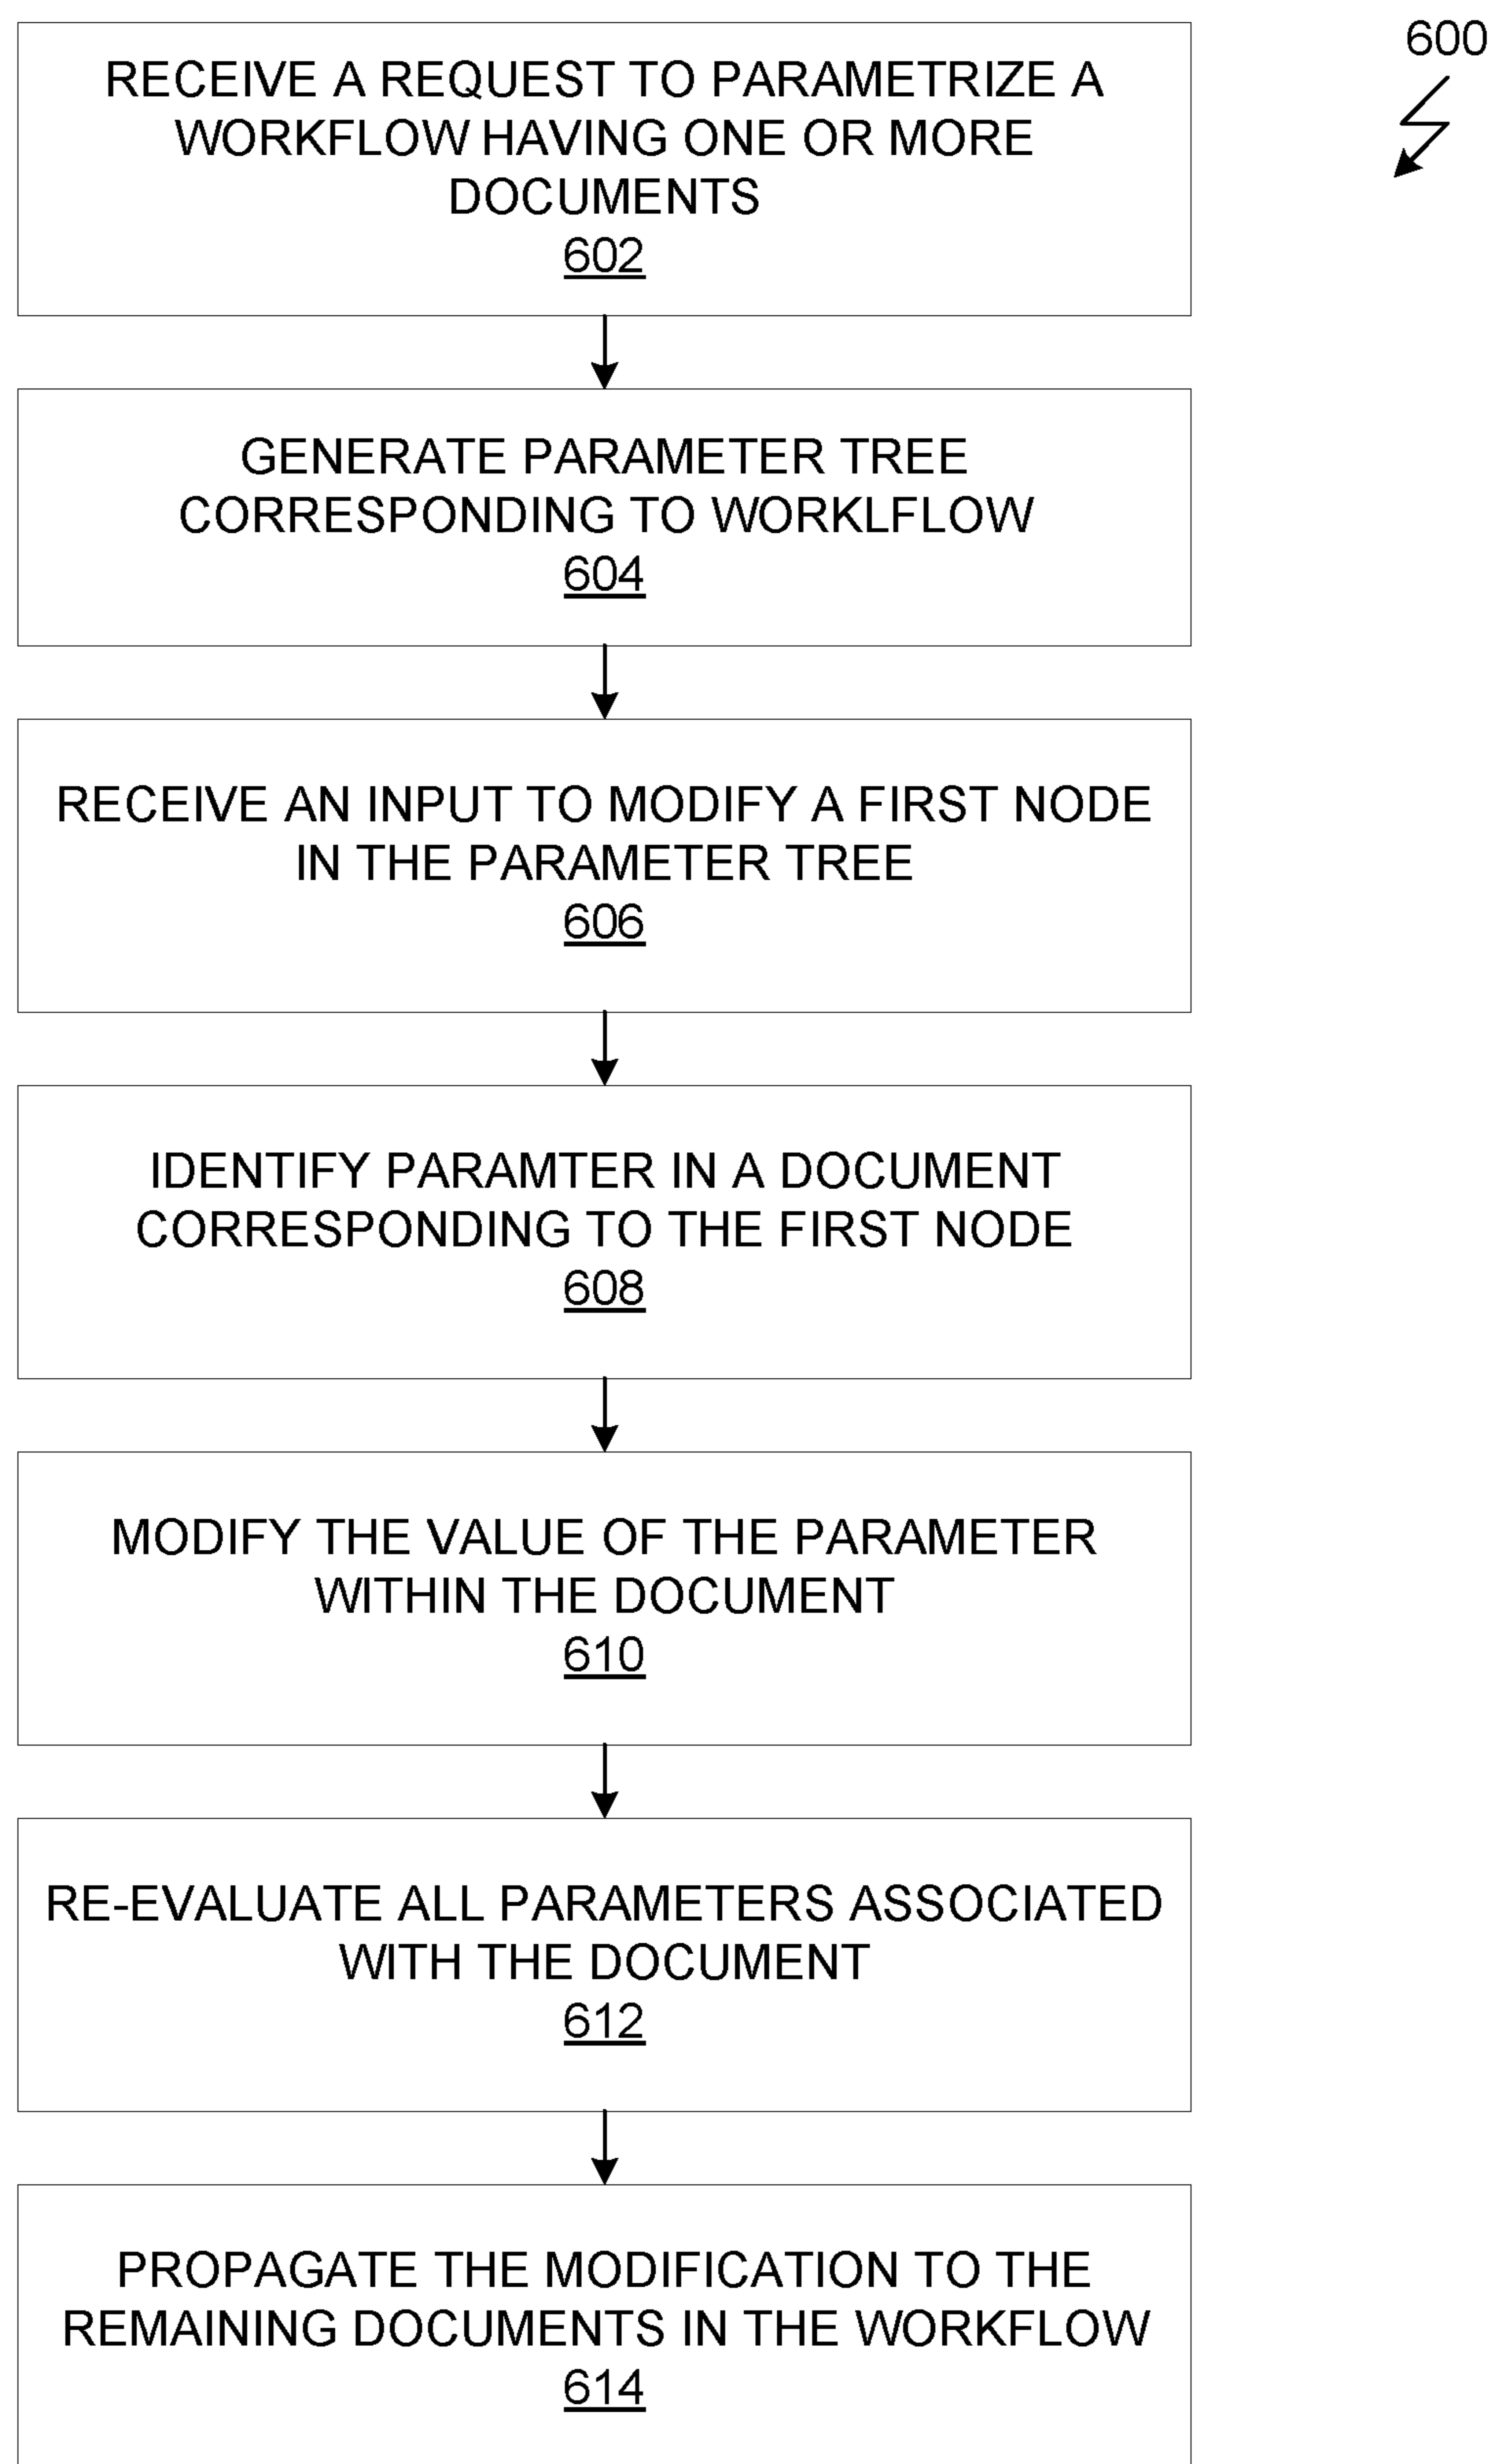 600
RECEIVE A REQUEST TO PARAMETRIZE A
WORKFLOW HAVING ONE OR MORE
DOCUMENTS
602
GENERATE PARAMETER TREE
CORRESPONDING TO WORKLFLOW
604
RECEIVE AN INPUT TO MODIFY A FIRST NODE
IN THE PARAMETER TREE
606
IDENTIFY PARAMTER IN A DOCUMENT
CORRESPONDING TO THE FIRST NODE
608
MODIFY THE VALUE OF THE PARAMETER
WITHIN THE DOCUMENT
610
RE-EVALUATE ALL PARAMETERS ASSOCIATED
WITH THE DOCUMENT
612
PROPAGATE THE MODIFICATION TO THE
REMAINING DOCUMENTS IN THE WORKFLOW
614